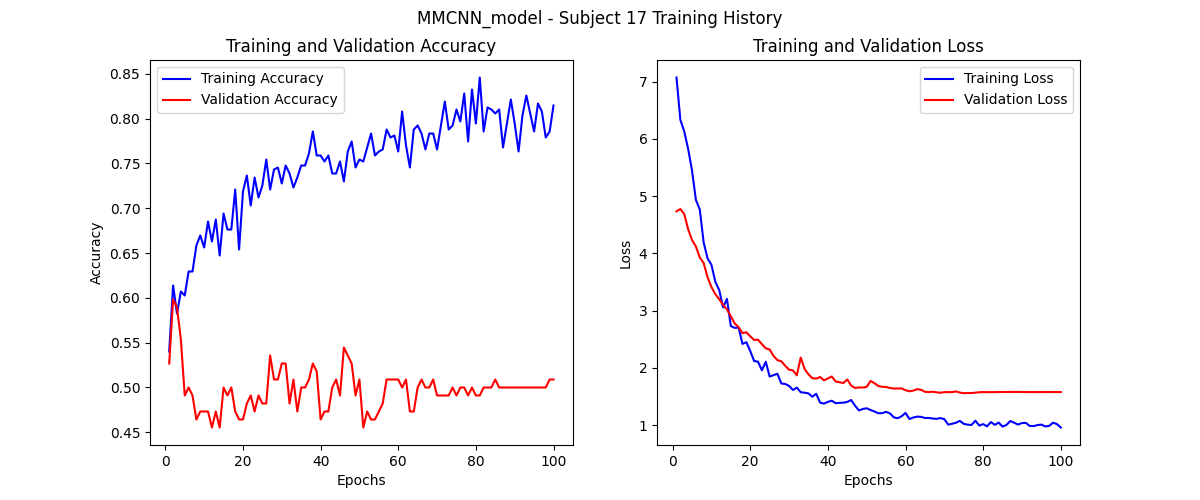 MMCNN_model - Subject 17 Training History
Training and Validation Accuracy
Training Accuracy
Validation Accuracy
0.85
0.80
0.75
0.70
0.65
0.60
0.55
0.50
0.45
Accuracy
0
20
40
60
80
100
Epochs
Training and Validation Loss
Training Loss
Validation Loss
7
6
5
4
3
2
1
Loss
0
20
40
60
80
100
Epochs